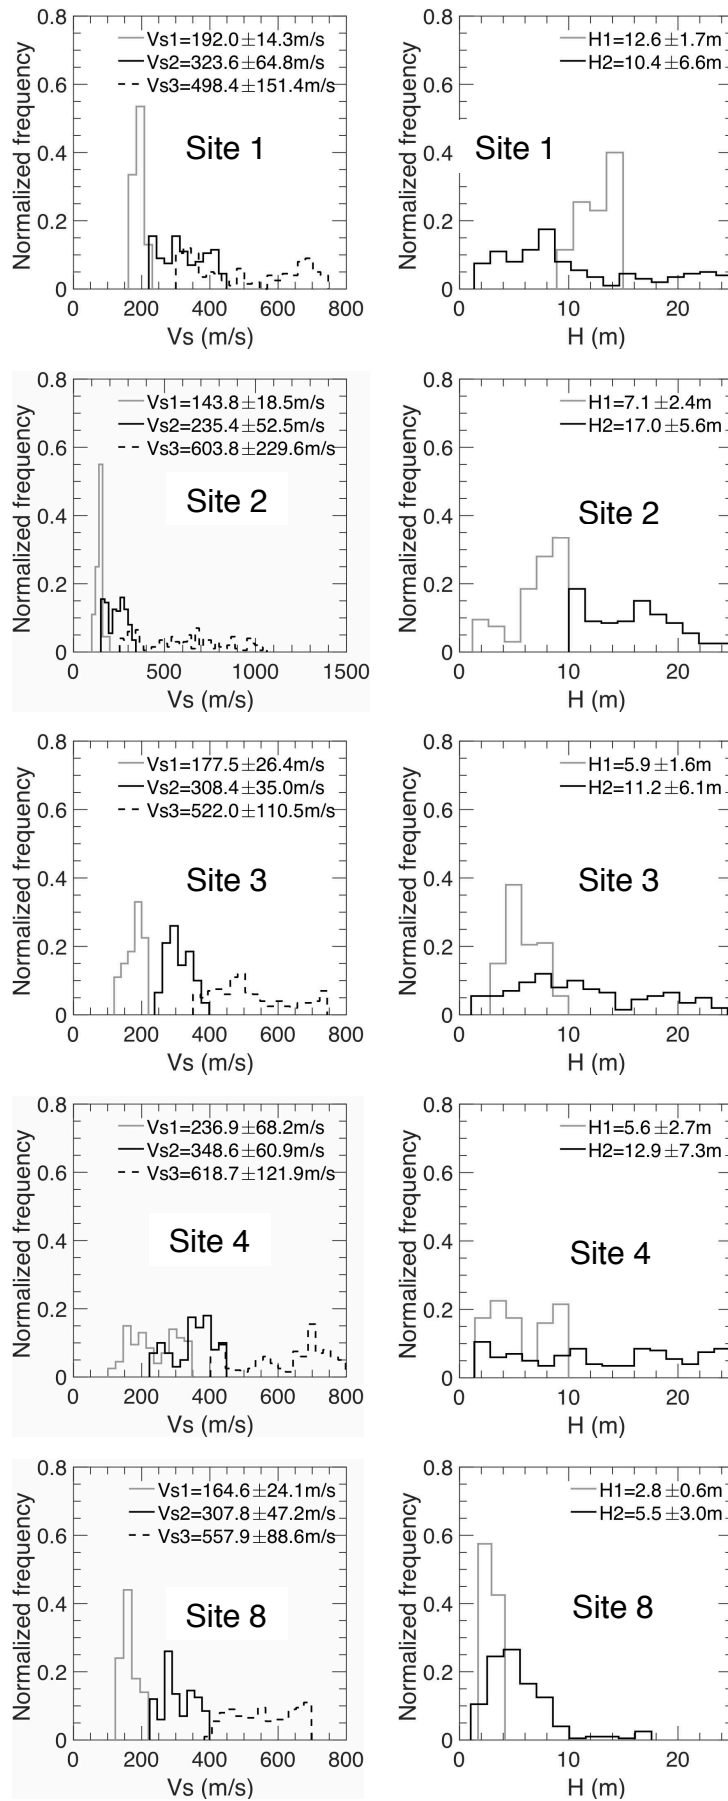 0.8
0.6
0.4
0.2
0
Normalized frequency
Vs1=192.0±14.3m/s
Vs2=323.6±64.8m/s
Vs3=498.4±151.4m/s
Site 1
0 200 400 600 800
Vs (m/s)
0.8
0.6
0.4
0.2
0
Normalized frequency
H1=12.6±1.7m
H2=10.4±6.6m
Site 1
0 10 20
H (m)
0.8
0.6
0.4
0.2
0
Normalized frequency
Vs1=143.8±18.5m/s
Vs2=235.4±52.5m/s
Vs3=603.8±229.6m/s
Site 2
0 500 1000 1500
Vs (m/s)
0.8
0.6
0.4
0.2
0
Normalized frequency
H1=7.1±2.4m
H2=17.0±5.6m
Site 2
0 10 20
H (m)
0.8
0.6
0.4
0.2
0
Normalized frequency
Vs1=177.5±26.4m/s
Vs2=308.4±35.0m/s
Vs3=522.0±110.5m/s
Site 3
0 200 400 600 800
Vs (m/s)
0.8
0.6
0.4
0.2
0
Normalized frequency
H1=5.9±1.6m
H2=11.2±6.1m
Site 3
0 10 20
H (m)
0.8
0.6
0.4
0.2
0
Normalized frequency
Vs1=236.9±68.2m/s
Vs2=348.6±60.9m/s
Vs3=618.7±121.9m/s
Site 4
0 200 400 600 800
Vs (m/s)
0.8
0.6
0.4
0.2
0
Normalized frequency
H1=5.6±2.7m
H2=12.9±7.3m
Site 4
0 10 20
H (m)
0.8
0.6
0.4
0.2
0
Normalized frequency
Vs1=164.6±24.1m/s
Vs2=307.8±47.2m/s
Vs3=557.9±88.6m/s
Site 8
0 200 400 600 800
Vs (m/s)
0.8
0.6
0.4
0.2
0
Normalized frequency
H1=2.8±0.6m
H2=5.5±3.0m
Site 8
0 10 20
H (m)